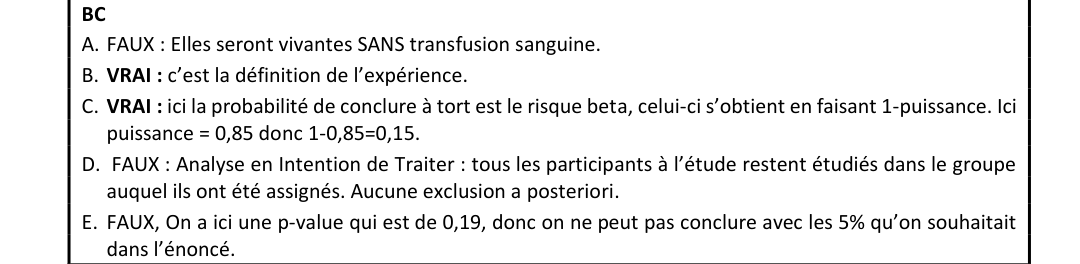 BC
A. FAUX : Elles seront vivantes SANS transfusion sanguine.
B. VRAI : c’est la définition de l’expérience.
C. VRAI : ici la probabilité de conclure à tort est le risque beta, celui-ci s’obtient en faisant 1-puissance. Ici
puissance = 0,85 donc 1-0,85=0,15.
D. FAUX : Analyse en Intention de Traiter : tous les participants à l’étude restent étudiés dans le groupe
auquel ils ont été assignés. Aucune exclusion a posteriori.
E. FAUX, On a ici une p-value qui est de 0,19, donc on ne peut pas conclure avec les 5% qu’on souhaitait
dans l’énoncé.